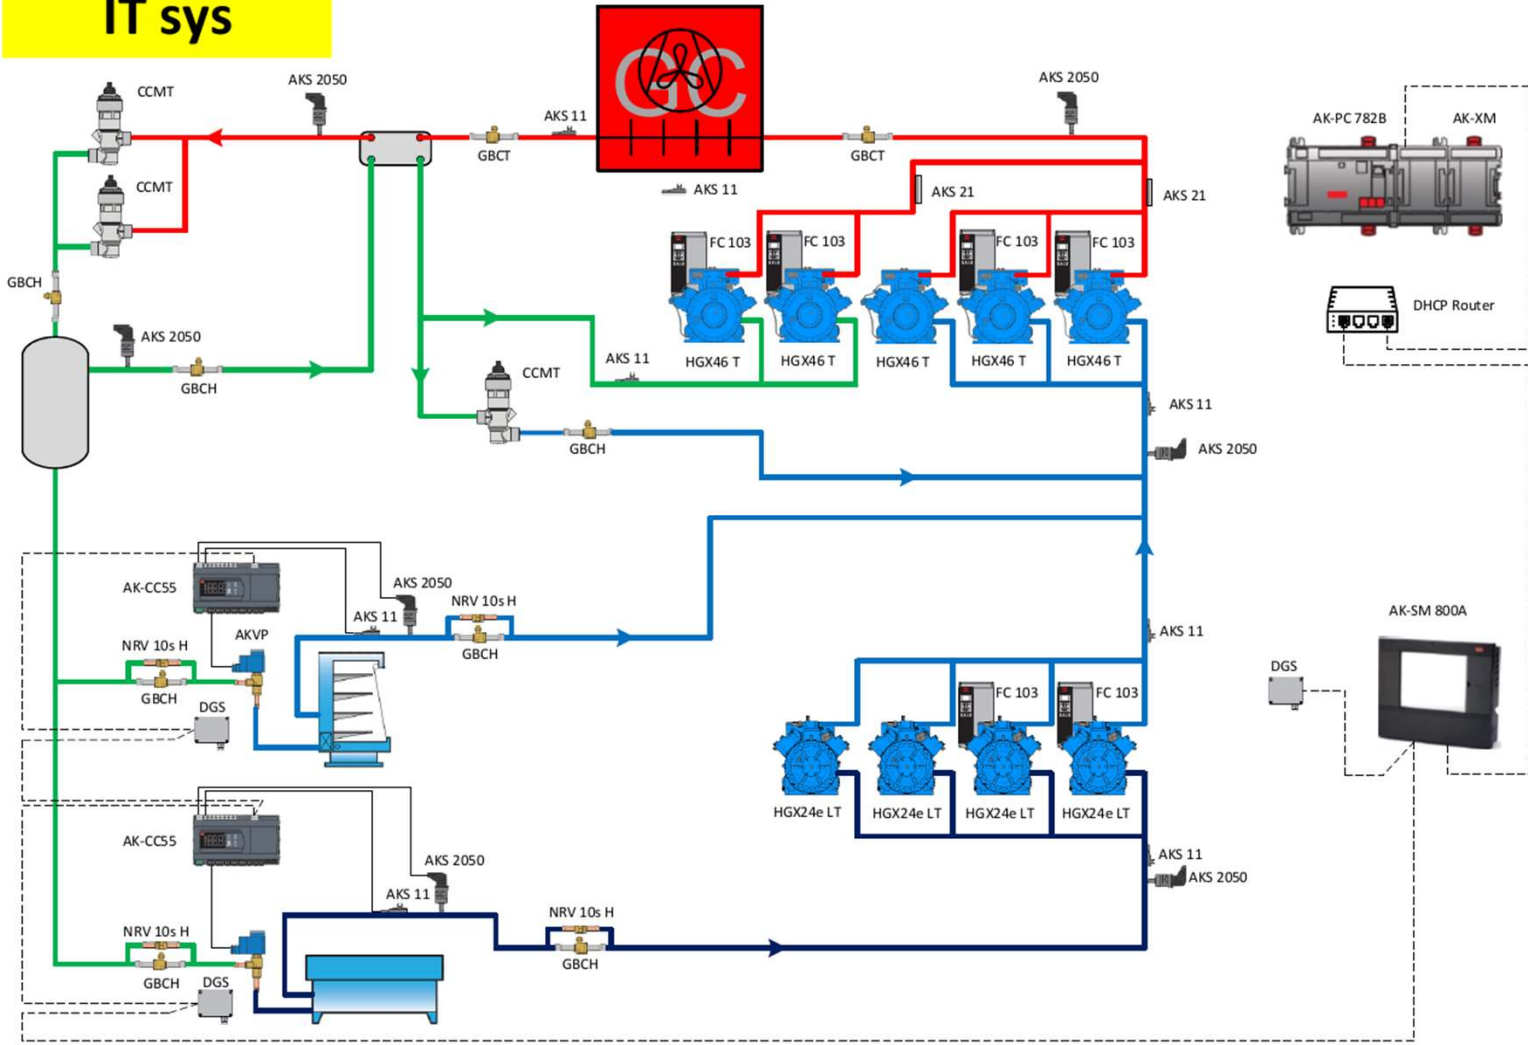 IT sys
CCMT
AKS 2050
AKS 11
GC
AKS 2050
AK-PC 782B
AK-XM
GBCT
GBCT
CCMT
AKS 11
AKS 21
AKS 21
FC 103
FC 103
FC 103
FC 103
GBCH
DHCP Router
AKS 2050
AKS 11
HGX46 T
HGX46 T
HGX46 T
HGX46 T
HGX46 T
CCMT
GBCH
AKS 11
GBCH
AKS 2050
AK-CC55
AKS 2050
NRV 10s H
AKS 11
AK-SM 800A
AKVP
AKS 11
NRV 10s H
GBCH
DGS
GBCH
FC 103
FC 103
DGS
HGX24e LT
HGX24e LT
HGX24e LT
HGX24e LT
AK-CC55
AKS 2050
AKS 11
AKS 2050
AKS 11
NRV 10s H
NRV 10s H
GBCH
GBCH
DGS